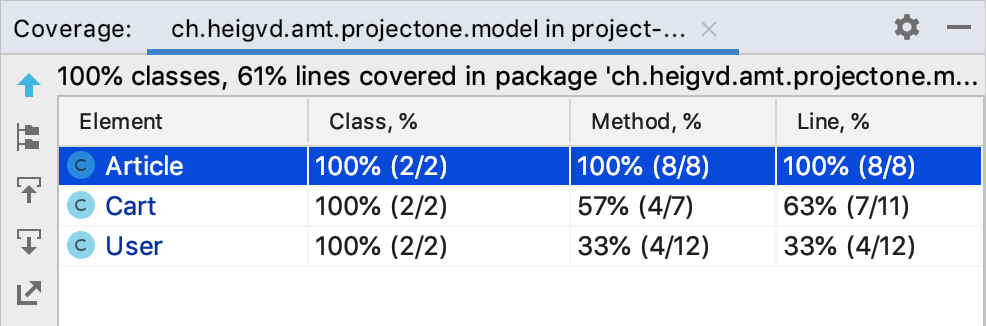 Coverage: ch.heigvd.amt.projectone.model in project-...
100% classes, 61% lines covered in package 'ch.heigvd.amt.projectone.m...
Element Class, % Method, % Line, %
C Article 100% (2/2) 100% (8/8) 100% (8/8)
C Cart 100% (2/2) 57% (4/7) 63% (7/11)
C User 100% (2/2) 33% (4/12) 33% (4/12)